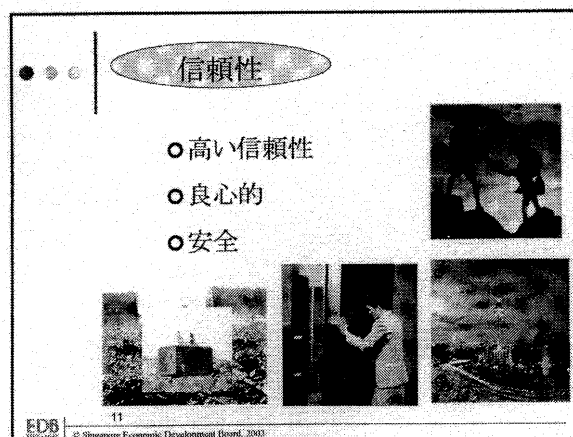 信頼性
高い信頼性
良心的
安全
11
EDB
© Singapore Economic Development Board, 2003